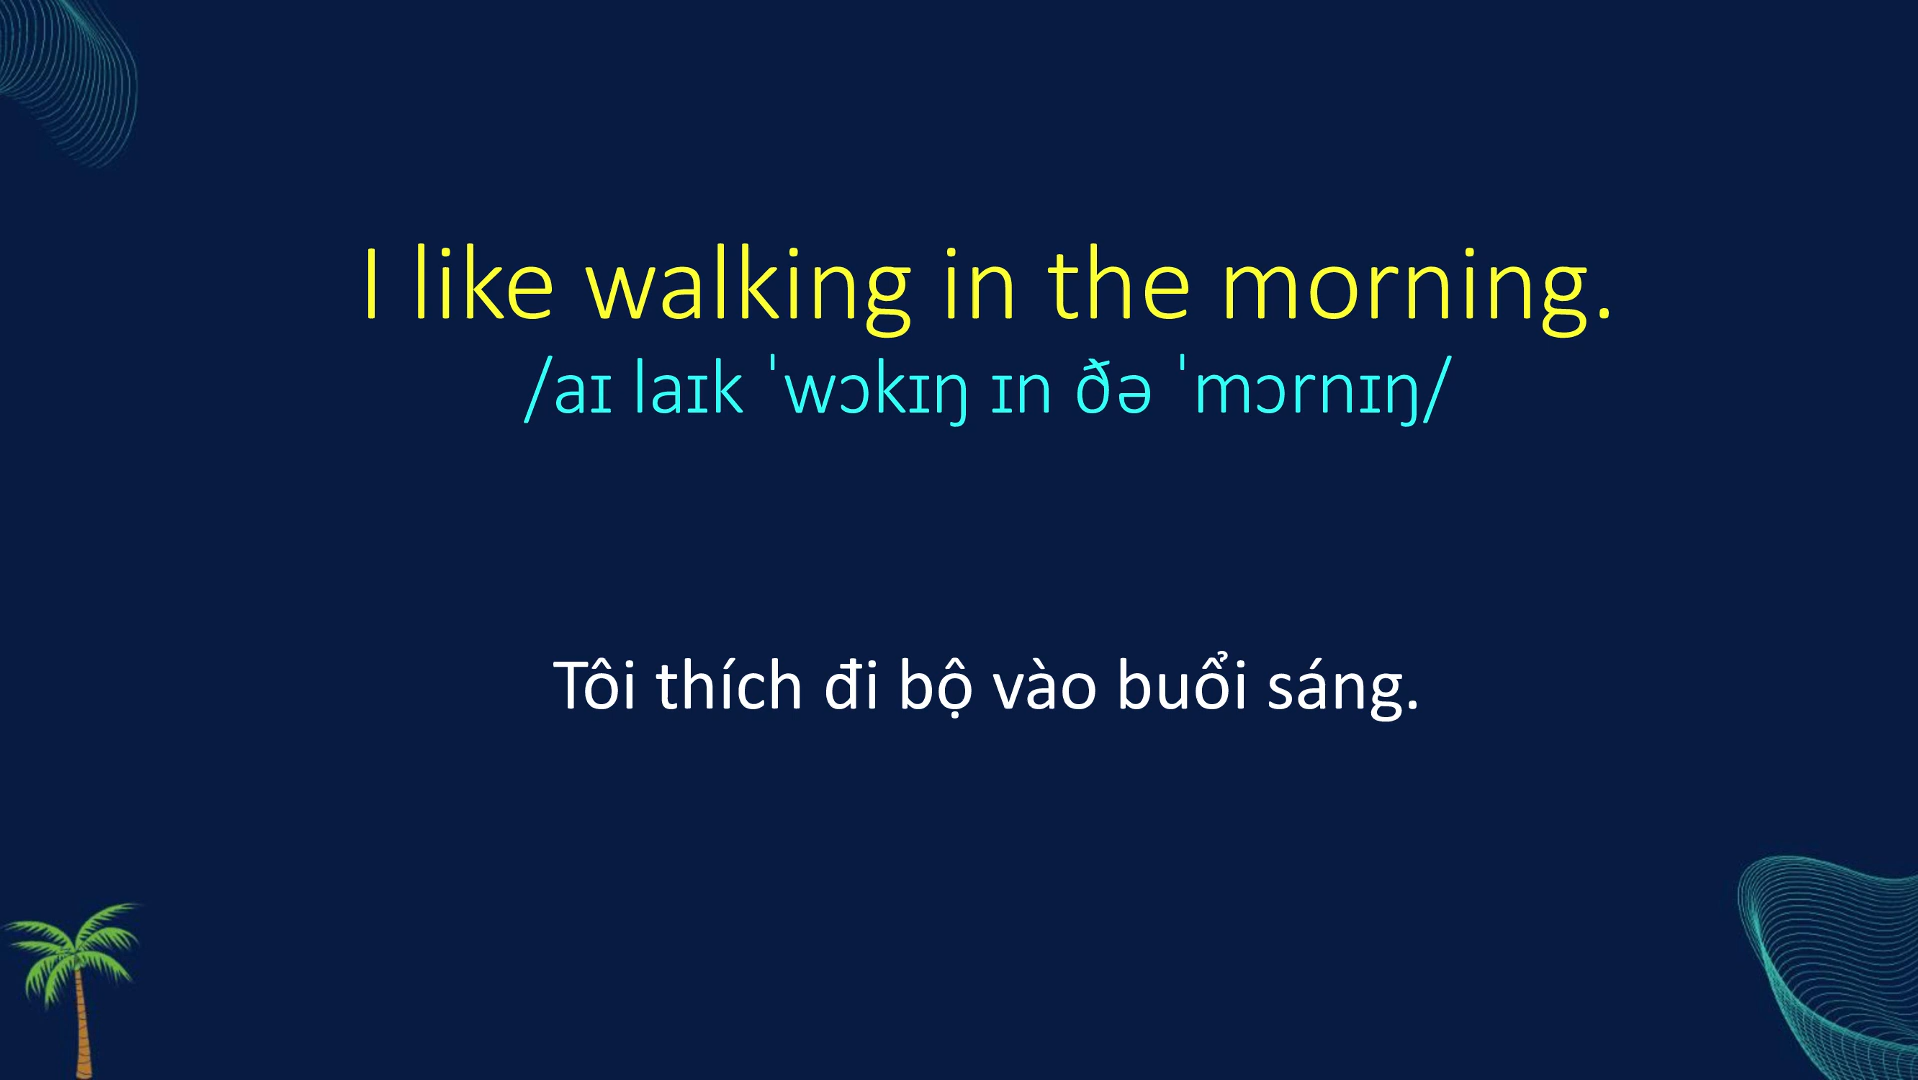 I like walking in the morning.
/aɪ laɪk ˈwɔkɪŋ ɪn ðə ˈmɔrnɪŋ/
Tôi thích đi bộ vào buổi sáng.